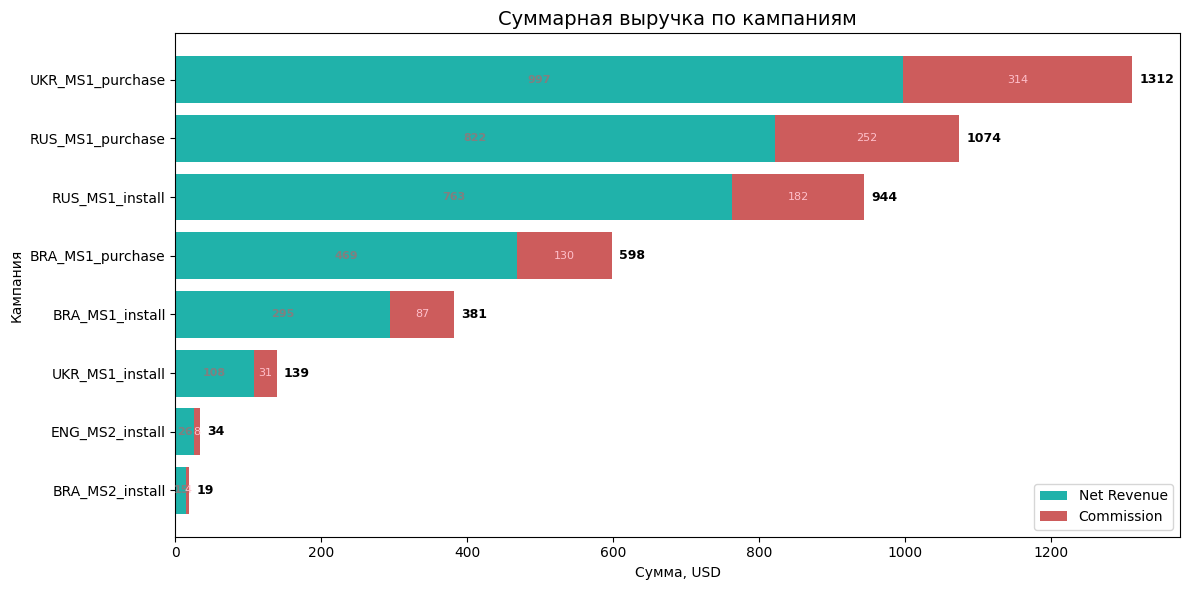 Суммарная выручка по кампаниям
UKR_MS1_purchase 314 1312
RUS_MS1_purchase 252 1074
RUS_MS1_install 182 944
BRA_MS1_purchase 130 598
BRA_MS1_install 87 381
UKR_MS1_install 108 31 139
ENG_MS2_install 8 34
BRA_MS2_install 4 19
Кампания
0 200 400 600 800 1000 1200
Сумма, USD
Net Revenue
Commission